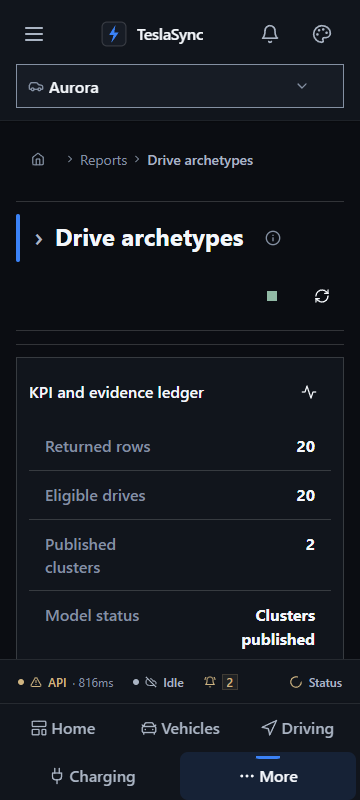 TeslaSync
Aurora
Reports
Drive archetypes
Drive archetypes
KPI and evidence ledger
Returned rows 20
Eligible drives 20
Published 2
clusters
Model status Clusters
published
API · 816ms Idle 2 Status
Home Vehicles Driving
Charging More